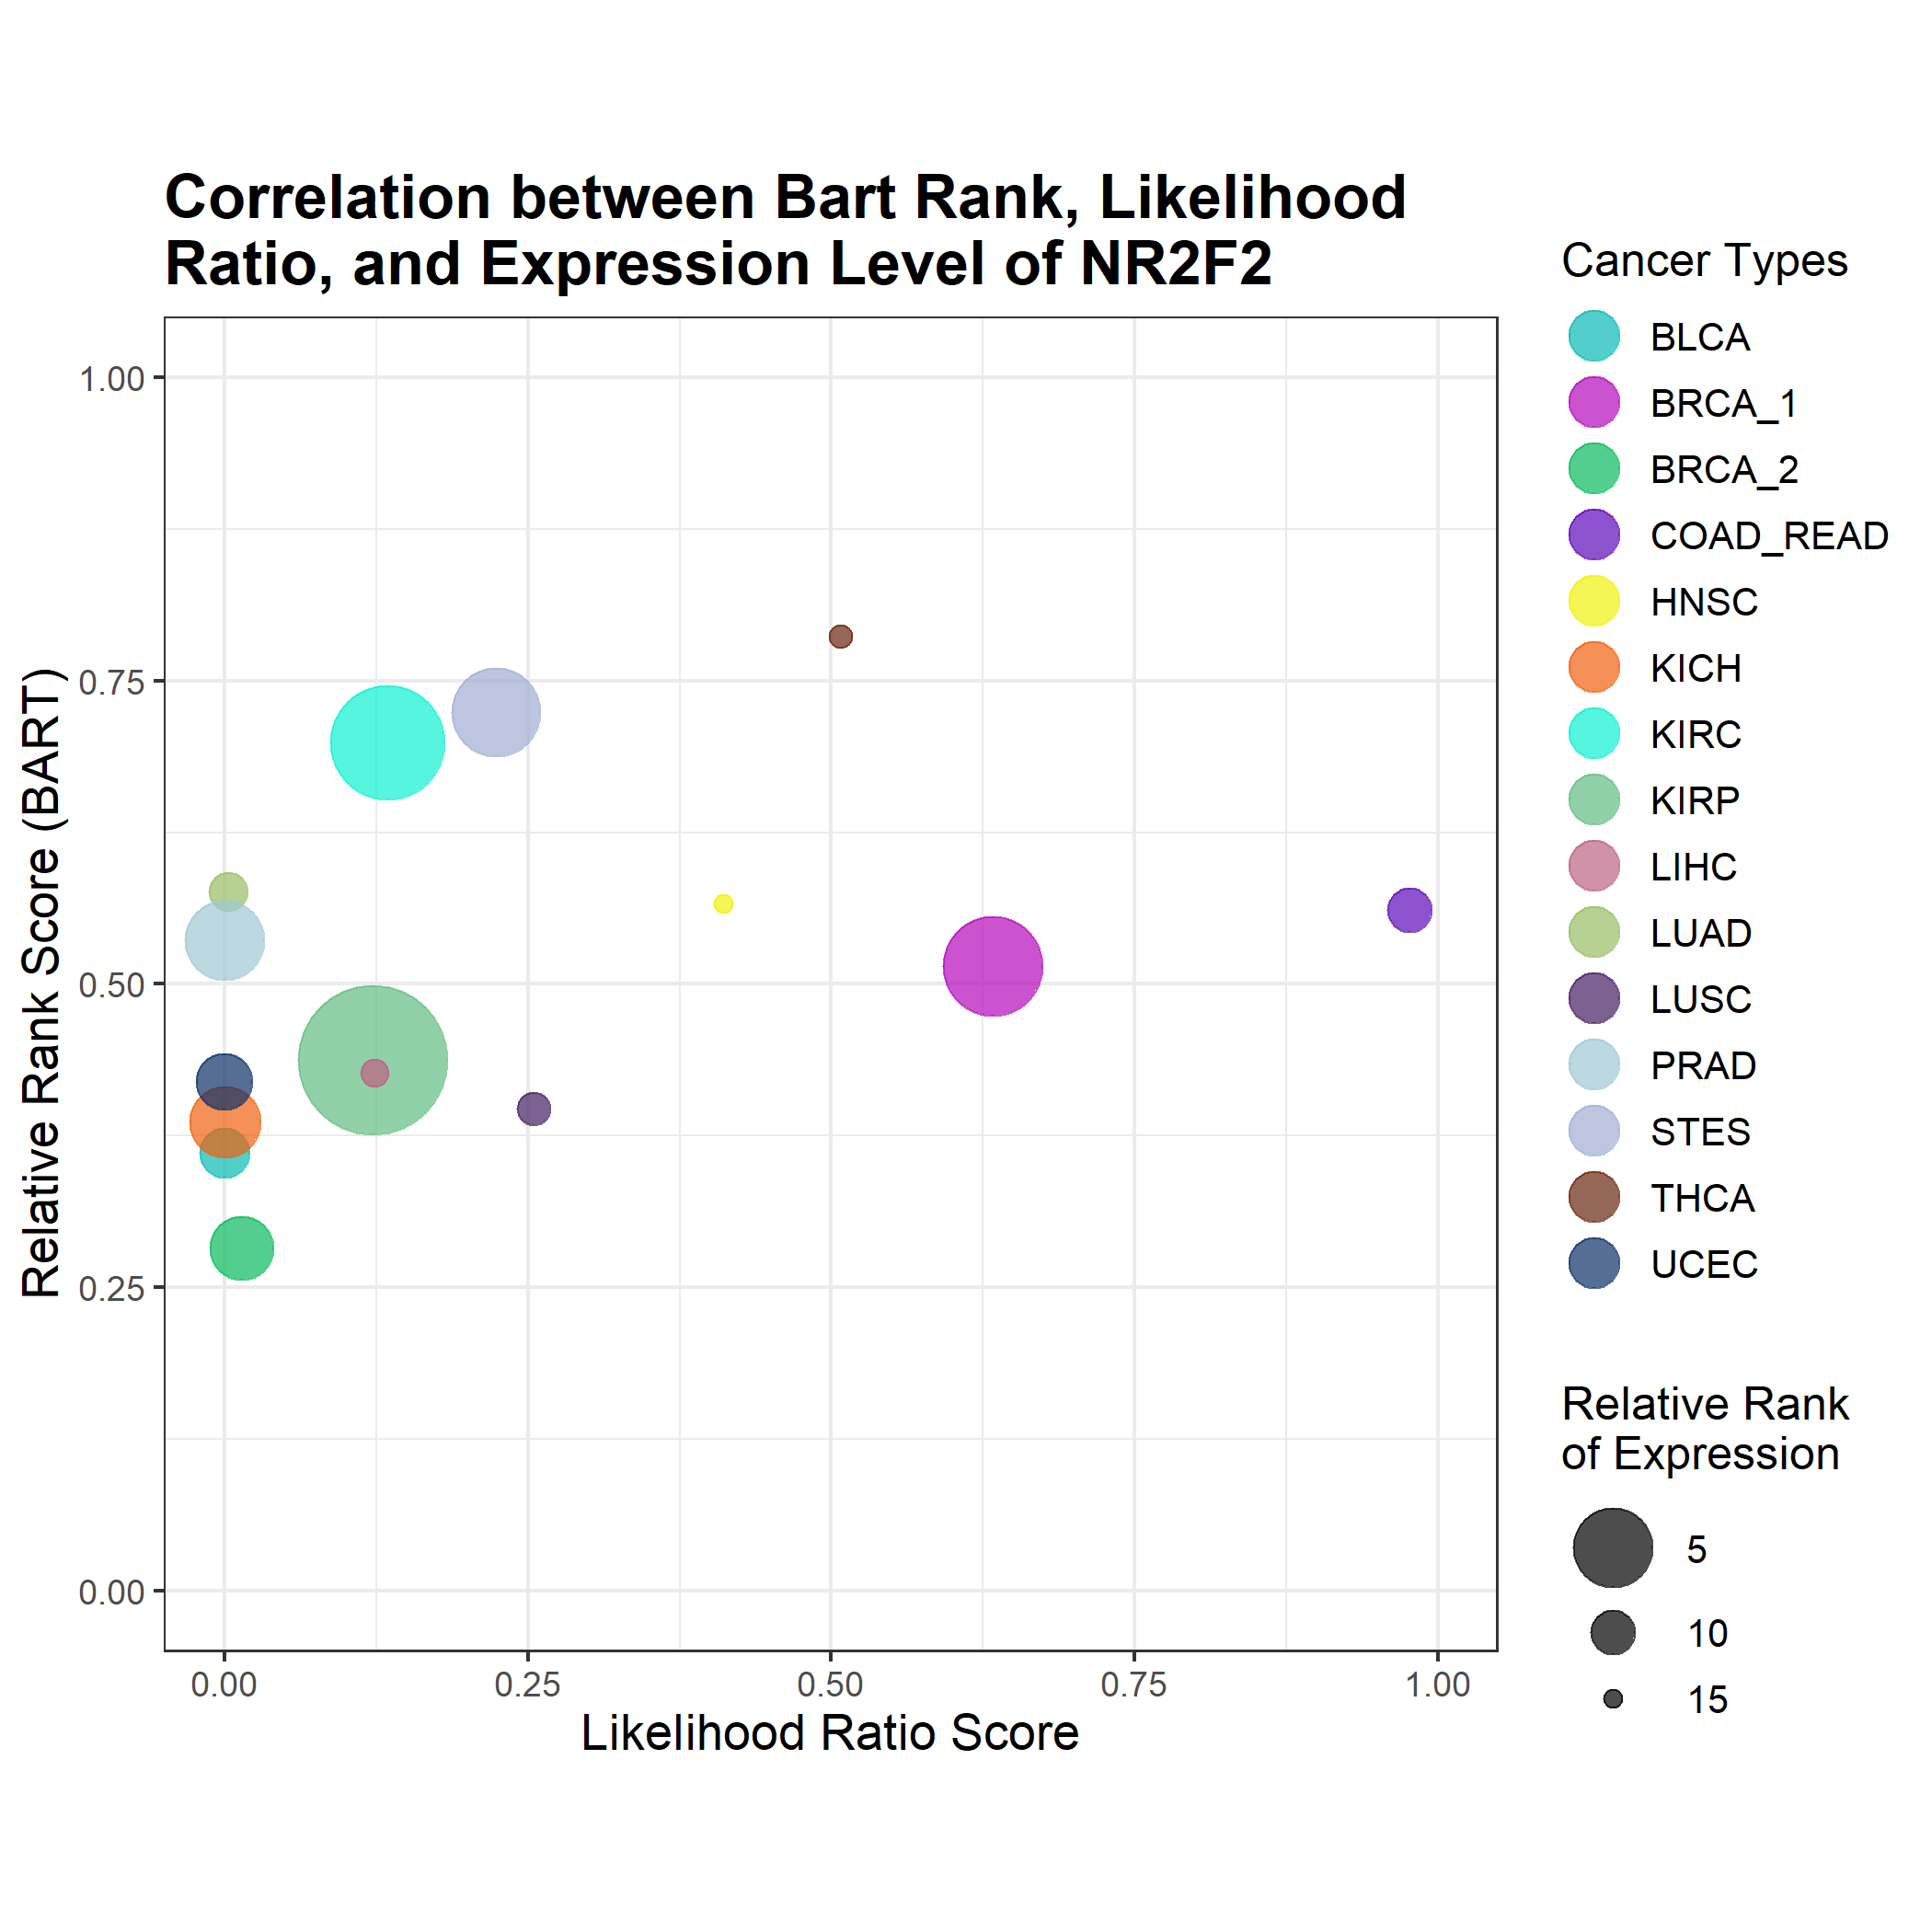 Correlation between Bart Rank, Likelihood
Ratio, and Expression Level of NR2F2
Relative Rank Score (BART)
1.00
0.75
0.50
0.25
0.00
0.00 0.25 0.50 0.75 1.00
Likelihood Ratio Score
Cancer Types
BLCA
BRCA_1
BRCA_2
COAD_READ
HNSC
KICH
KIRC
KIRP
LIHC
LUAD
LUSC
PRAD
STES
THCA
UCEC
Relative Rank
of Expression
5
10
15